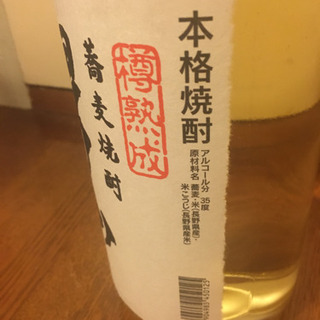 本格焼酎
アルコール分 35度
原材料名 蕎麦・米(長野県産)・
米こうじ(長野県産米)
樽熟成
蕎麦焼酎